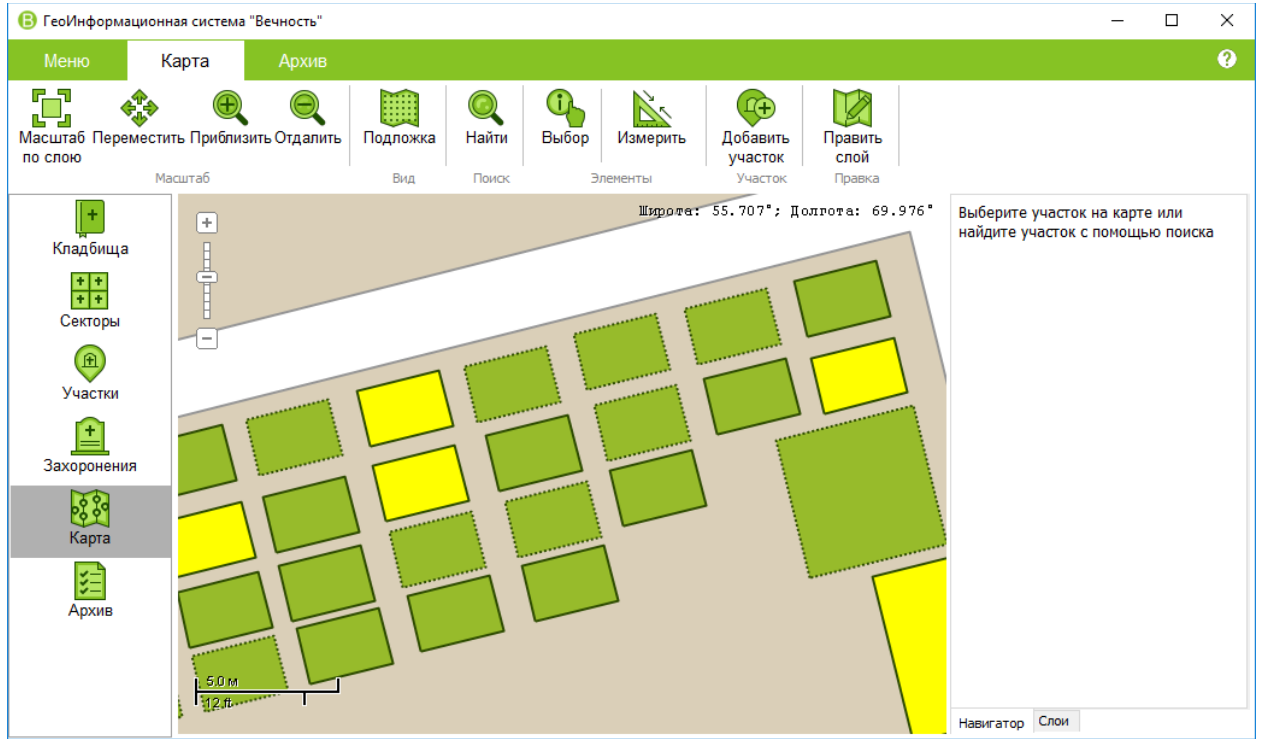 ГеоИнформационная система "Вечность"
Меню Карта Архив
Масштаб по слою
Переместить
Приблизить
Отдалить
Подложка
Найти
Выбор
Измерить
Добавить участок
Править слой
Масштаб Вид Поиск Элементы Участок Правка
Кладбища
Секторы
Участки
Захоронения
Карта
Архив
Широта: 55.707°; Долгота: 69.976°
5.0 м
12 ft
Выберите участок на карте или
найдите участок с помощью поиска
Навигатор Слои